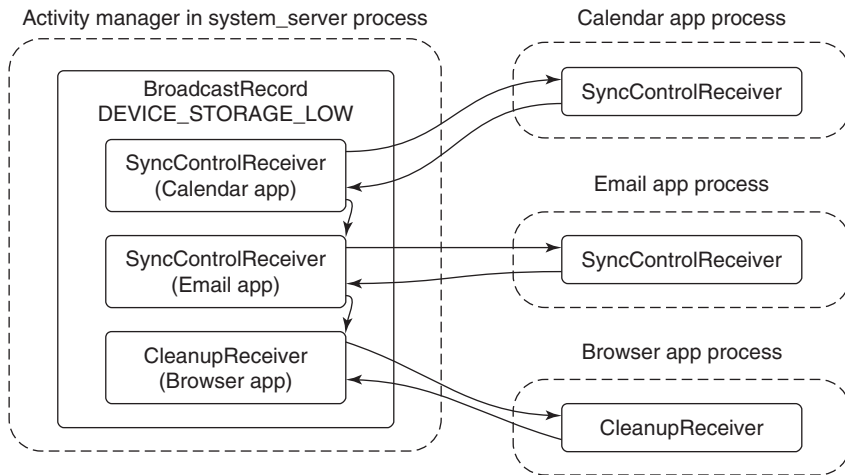 Activity manager in system_server process
BroadcastRecord
DEVICE_STORAGE_LOW
SyncControlReceiver
(Calendar app)
SyncControlReceiver
(Email app)
CleanupReceiver
(Browser app)
Calendar app process
SyncControlReceiver
Email app process
SyncControlReceiver
Browser app process
CleanupReceiver